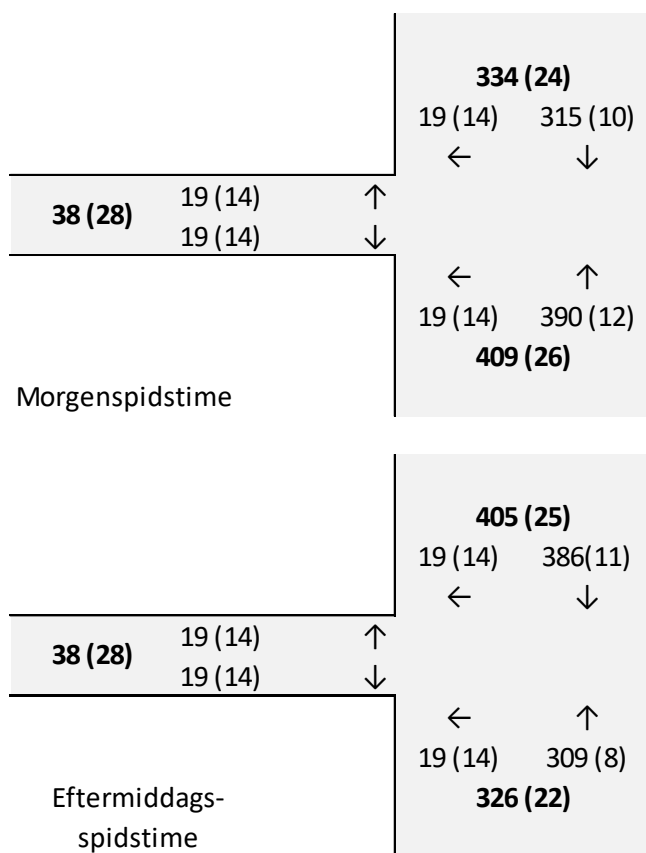 334 (24)
19 (14) 315 (10)
← ↓
38 (28) 19 (14) ↑
19 (14) ↓
← ↑
19 (14) 390 (12)
409 (26)
Morgenspidstime
405 (25)
19 (14) 386(11)
← ↓
38 (28) 19 (14) ↑
19 (14) ↓
← ↑
19 (14) 309 (8)
326 (22)
Eftermiddags-
spidstime